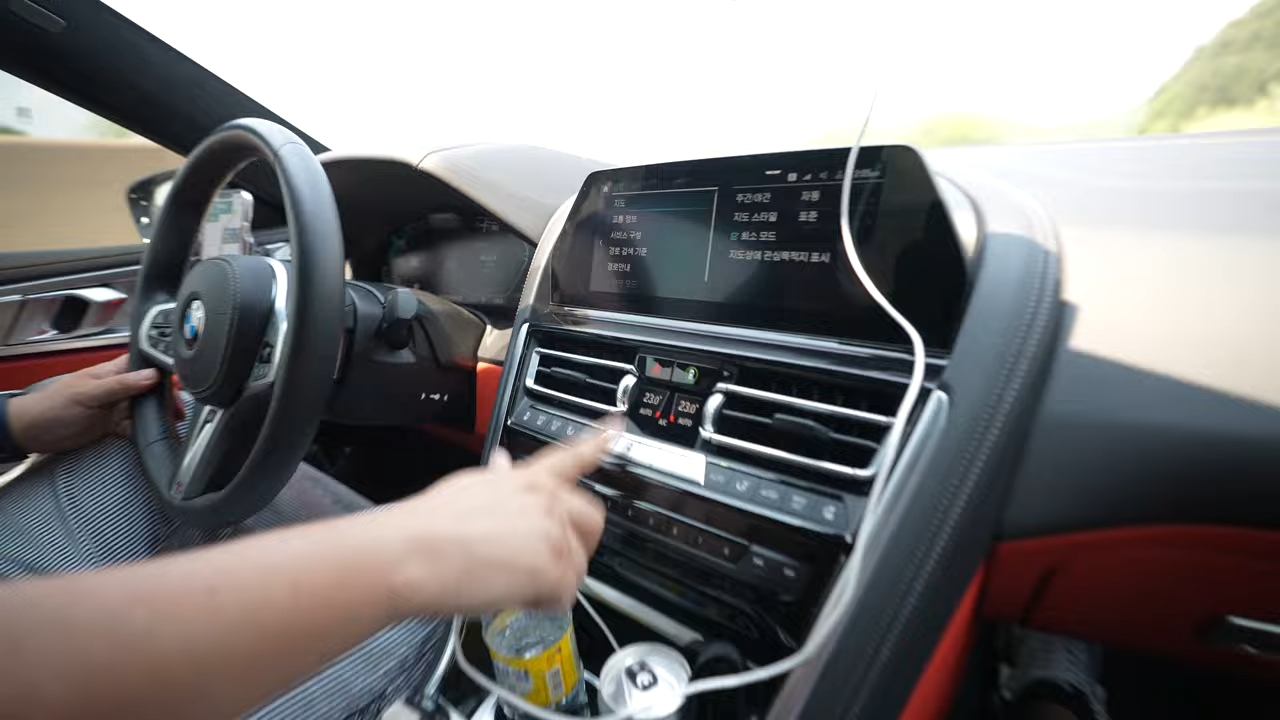 지도
교통 정보
서비스 구성
경로 검색 기준
경로안내
주간/야간 자동
지도 스타일 표준
최소 모드
지도상에 관심목적지 표시
23.0°
23.0°
AUTO
A/C
AUTO